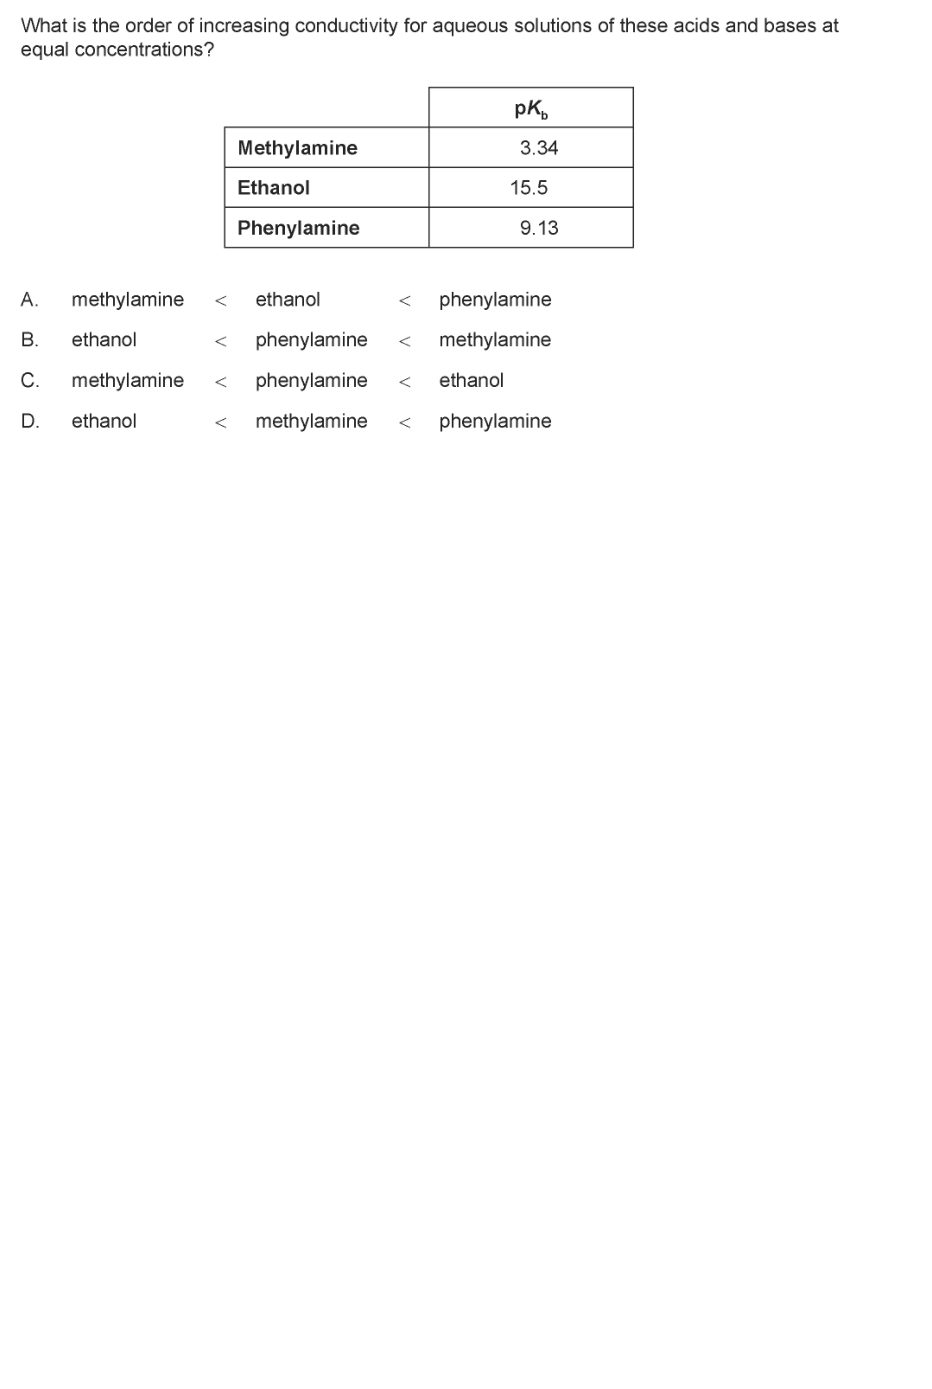 What is the order of increasing conductivity for aqueous solutions of these acids and bases at
equal concentrations?
pKb
Methylamine 3.34
Ethanol 15.5
Phenylamine 9.13
A. methylamine < ethanol < phenylamine
B. ethanol < phenylamine < methylamine
C. methylamine < phenylamine < ethanol
D. ethanol < methylamine < phenylamine